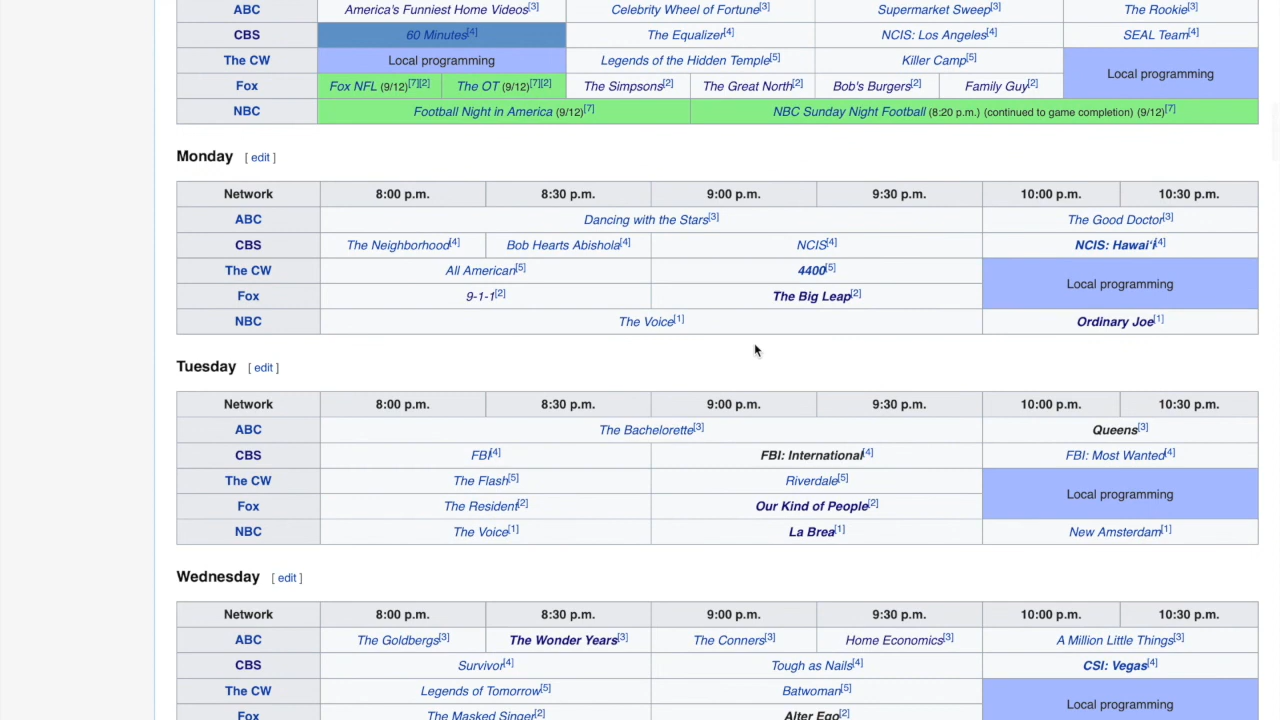 ABC America's Funniest Home Videos[3] Celebrity Wheel of Fortune[3] Supermarket Sweep[3] The Rookie[3]
CBS 60 Minutes[4] The Equalizer[4] NCIS: Los Angeles[4] SEAL Team[4]
The CW Local programming Legends of the Hidden Temple[5] Killer Camp[5] Local programming
Fox Fox NFL (9/12)[7][2] The OT (9/12)[7][2] The Simpsons[2] The Great North[2] Bob's Burgers[2] Family Guy[2]
NBC Football Night in America (9/12)[7] NBC Sunday Night Football (8:20 p.m.) (continued to game completion) (9/12)[7]
Monday [ edit ]
Network 8:00 p.m. 8:30 p.m. 9:00 p.m. 9:30 p.m. 10:00 p.m. 10:30 p.m.
ABC Dancing with the Stars[3] The Good Doctor[3]
CBS The Neighborhood[4] Bob Hearts Abishola[4] NCIS[4] NCIS: Hawaiʻi[4]
The CW All American[5] 4400[5] Local programming
Fox 9-1-1[2] The Big Leap[2]
NBC The Voice[1] Ordinary Joe[1]
Tuesday [ edit ]
Network 8:00 p.m. 8:30 p.m. 9:00 p.m. 9:30 p.m. 10:00 p.m. 10:30 p.m.
ABC The Bachelorette[3] Queens[3]
CBS FBI[4] FBI: International[4] FBI: Most Wanted[4]
The CW The Flash[5] Riverdale[5] Local programming
Fox The Resident[2] Our Kind of People[2]
NBC The Voice[1] La Brea[1] New Amsterdam[1]
Wednesday [ edit ]
Network 8:00 p.m. 8:30 p.m. 9:00 p.m. 9:30 p.m. 10:00 p.m. 10:30 p.m.
ABC The Goldbergs[3] The Wonder Years[3] The Conners[3] Home Economics[3] A Million Little Things[3]
CBS Survivor[4] Tough as Nails[4] CSI: Vegas[4]
The CW Legends of Tomorrow[5] Batwoman[5] Local programming
Fox The Masked Singer[2] Alter Ego[2]